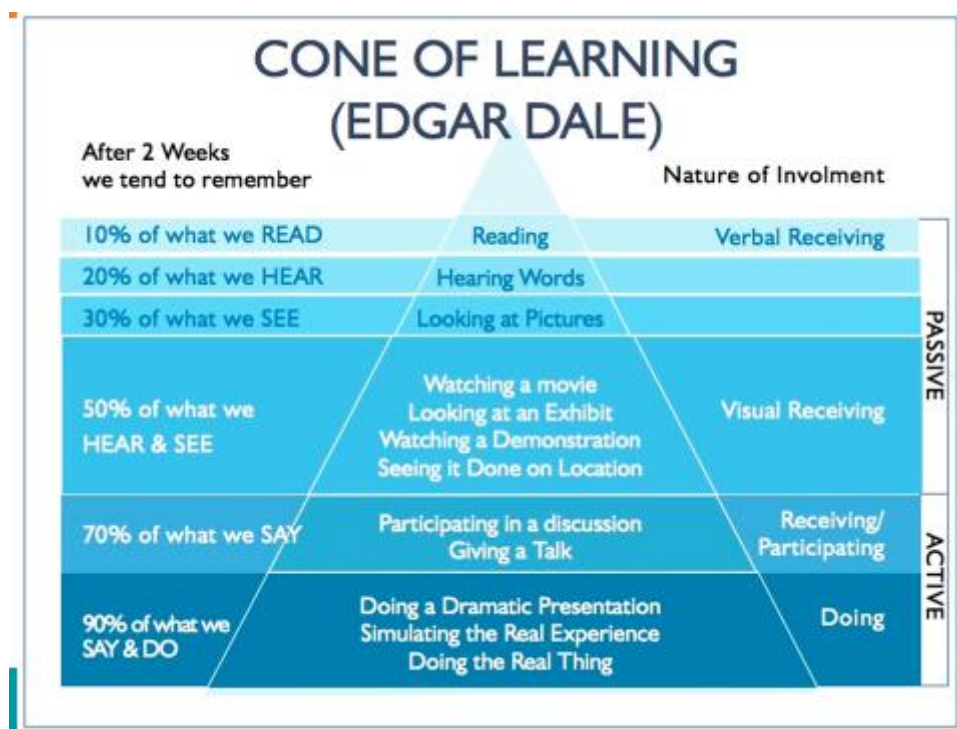 CONE OF LEARNING
(EDGAR DALE)
After 2 Weeks
we tend to remember
Nature of Involment
10% of what we READ
Reading
Verbal Receiving
20% of what we HEAR
Hearing Words
30% of what we SEE
Looking at Pictures
50% of what we
HEAR & SEE
Watching a movie
Looking at an Exhibit
Watching a Demonstration
Seeing it Done on Location
Visual Receiving
PASSIVE
70% of what we SAY
Participating in a discussion
Giving a Talk
Receiving/
Participating
90% of what we
SAY & DO
Doing a Dramatic Presentation
Simulating the Real Experience
Doing the Real Thing
Doing
ACTIVE